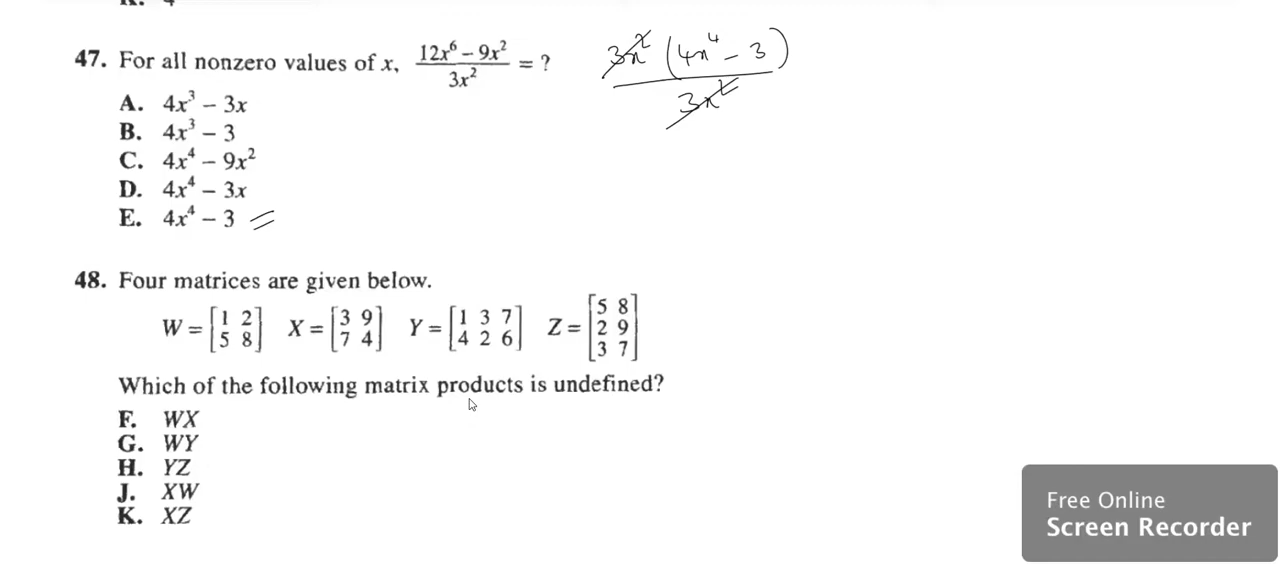 K. 4
47. For all nonzero values of x, (12x⁶ – 9x²)/(3x²) = ?
3x² (4x⁴ – 3)
3x²
A. 4x³ – 3x
B. 4x³ – 3
C. 4x⁴ – 9x²
D. 4x⁴ – 3x
E. 4x⁴ – 3
48. Four matrices are given below.
W = [1 2; 5 8] X = [3 9; 7 4] Y = [1 3 7; 4 2 6] Z = [5 8; 2 9; 3 7]
Which of the following matrix products is undefined?
F. WX
G. WY
H. YZ
J. XW
K. XZ
Free Online
Screen Recorder